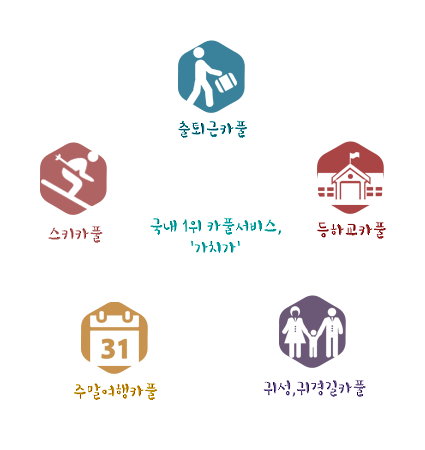 출퇴근카풀
스키카풀
국내 1위 카풀서비스,
'가치가'
등하교카풀
31
주말여행카풀
귀성,귀경길카풀